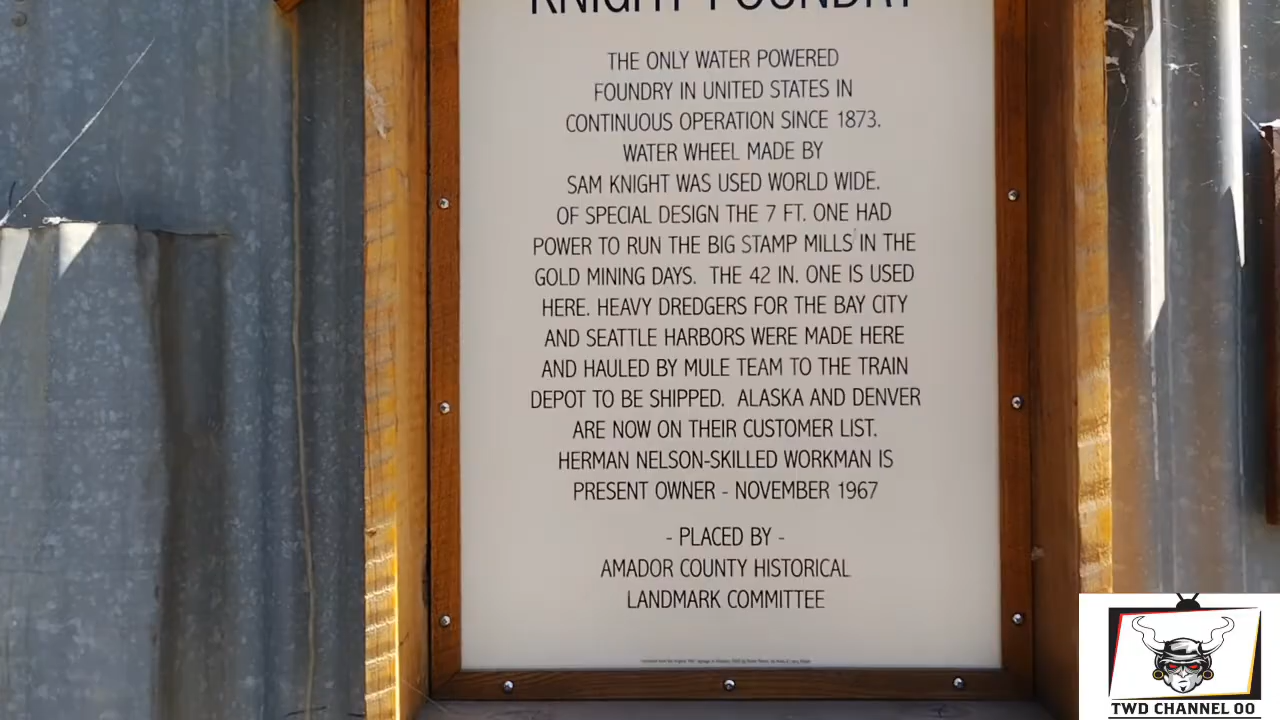 KNIGHT FOUNDRY
THE ONLY WATER POWERED
FOUNDRY IN UNITED STATES IN
CONTINUOUS OPERATION SINCE 1873.
WATER WHEEL MADE BY
SAM KNIGHT WAS USED WORLD WIDE.
OF SPECIAL DESIGN THE 7 FT. ONE HAD
POWER TO RUN THE BIG STAMP MILLS IN THE
GOLD MINING DAYS. THE 42 IN. ONE IS USED
HERE. HEAVY DREDGERS FOR THE BAY CITY
AND SEATTLE HARBORS WERE MADE HERE
AND HAULED BY MULE TEAM TO THE TRAIN
DEPOT TO BE SHIPPED. ALASKA AND DENVER
ARE NOW ON THEIR CUSTOMER LIST.
HERMAN NELSON-SKILLED WORKMAN IS
PRESENT OWNER - NOVEMBER 1967
- PLACED BY -
AMADOR COUNTY HISTORICAL
LANDMARK COMMITTEE
TWD CHANNEL OO